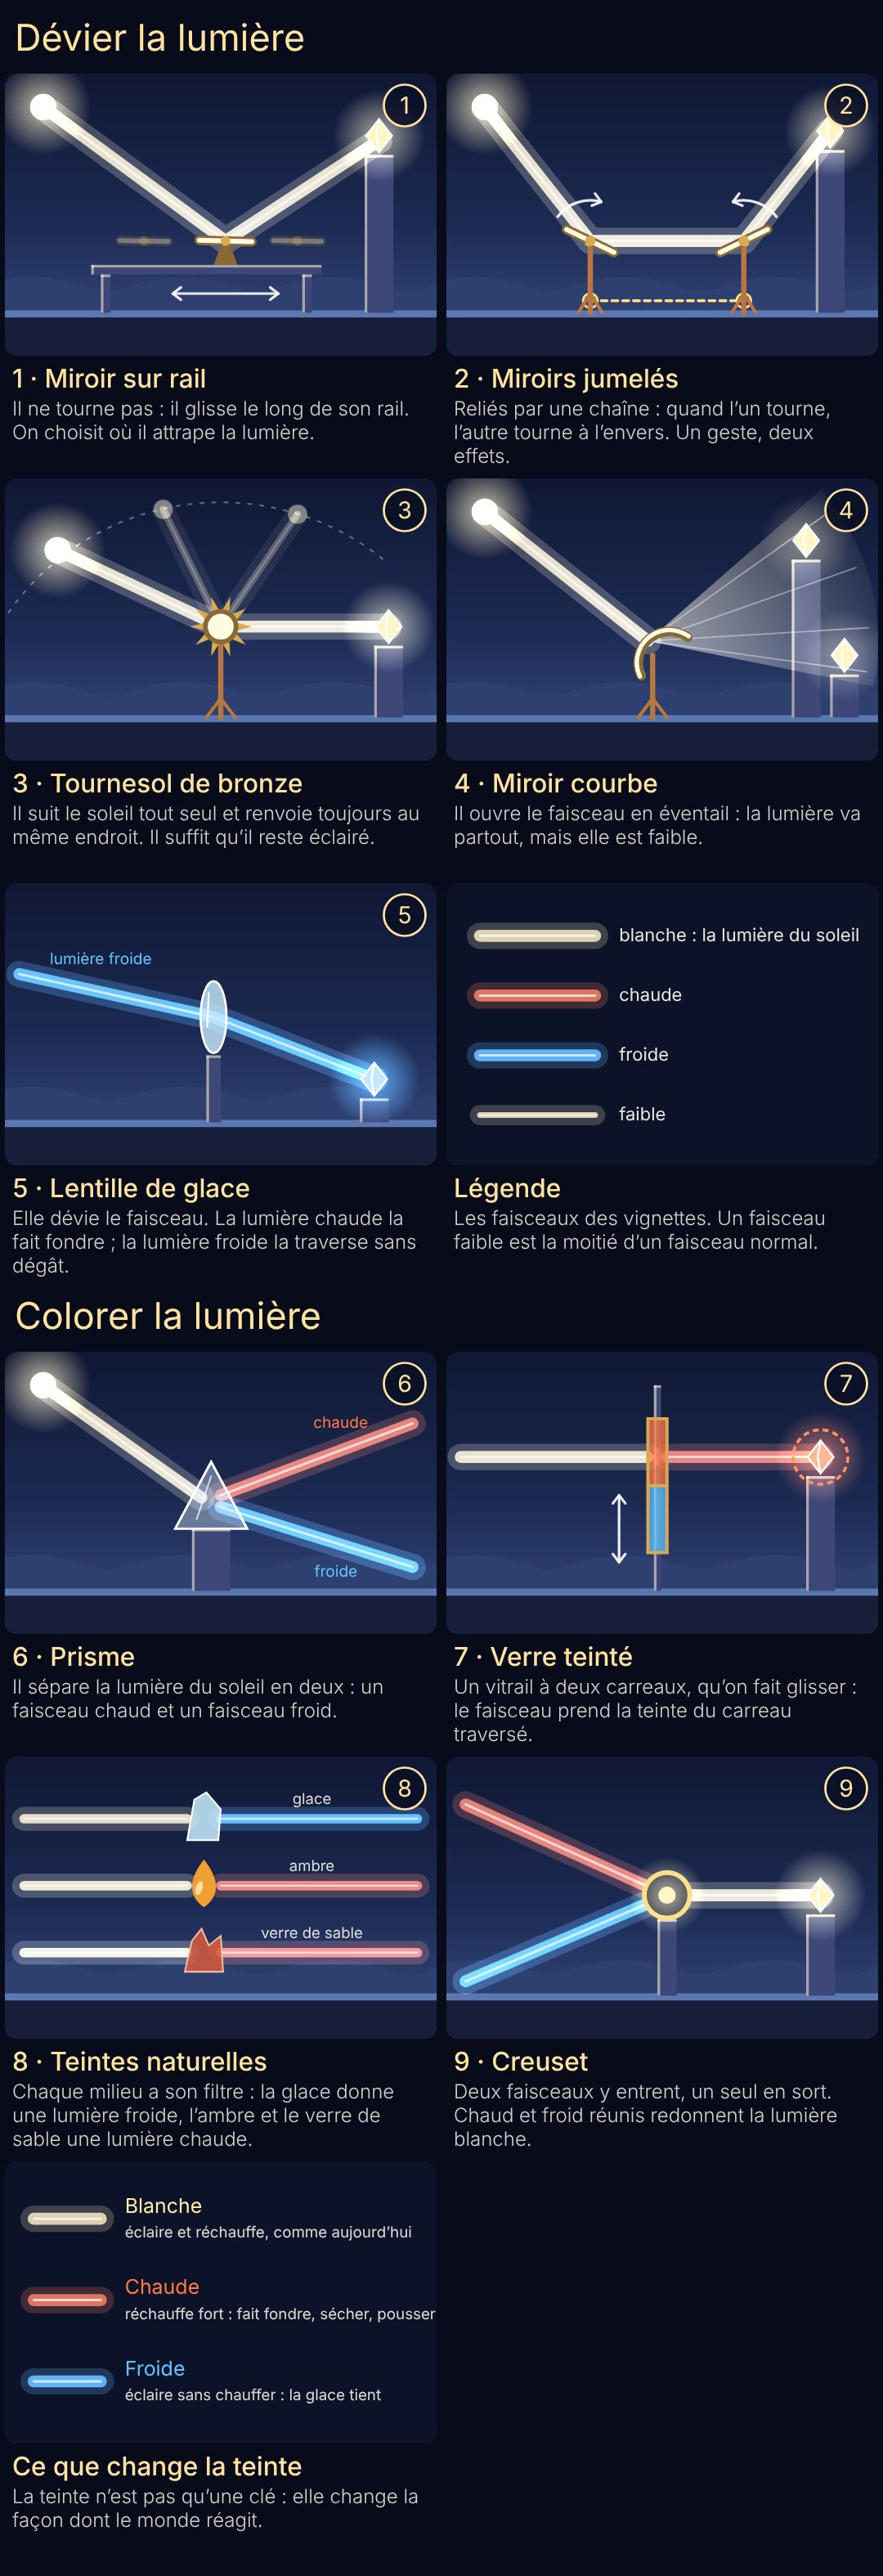 Dévier la lumière
1
2
1 · Miroir sur rail
Il ne tourne pas : il glisse le long de son rail.
On choisit où il attrape la lumière.
2 · Miroirs jumelés
Reliés par une chaîne : quand l’un tourne,
l’autre tourne à l’envers. Un geste, deux
effets.
3
4
3 · Tournesol de bronze
Il suit le soleil tout seul et renvoie toujours au
même endroit. Il suffit qu’il reste éclairé.
4 · Miroir courbe
Il ouvre le faisceau en éventail : la lumière va
partout, mais elle est faible.
5
lumière froide
blanche : la lumière du soleil
chaude
froide
faible
5 · Lentille de glace
Elle dévie le faisceau. La lumière chaude la
fait fondre ; la lumière froide la traverse sans
dégât.
Légende
Les faisceaux des vignettes. Un faisceau
faible est la moitié d’un faisceau normal.
Colorer la lumière
6
chaude
froide
7
6 · Prisme
Il sépare la lumière du soleil en deux : un
faisceau chaud et un faisceau froid.
7 · Verre teinté
Un vitrail à deux carreaux, qu’on fait glisser :
le faisceau prend la teinte du carreau
traversé.
8
glace
ambre
verre de sable
9
8 · Teintes naturelles
Chaque milieu a son filtre : la glace donne
une lumière froide, l’ambre et le verre de
sable une lumière chaude.
9 · Creuset
Deux faisceaux y entrent, un seul en sort.
Chaud et froid réunis redonnent la lumière
blanche.
Blanche
éclaire et réchauffe, comme aujourd’hui
Chaude
réchauffe fort : fait fondre, sécher, pousser
Froide
éclaire sans chauffer : la glace tient
Ce que change la teinte
La teinte n’est pas qu’une clé : elle change la
façon dont le monde réagit.